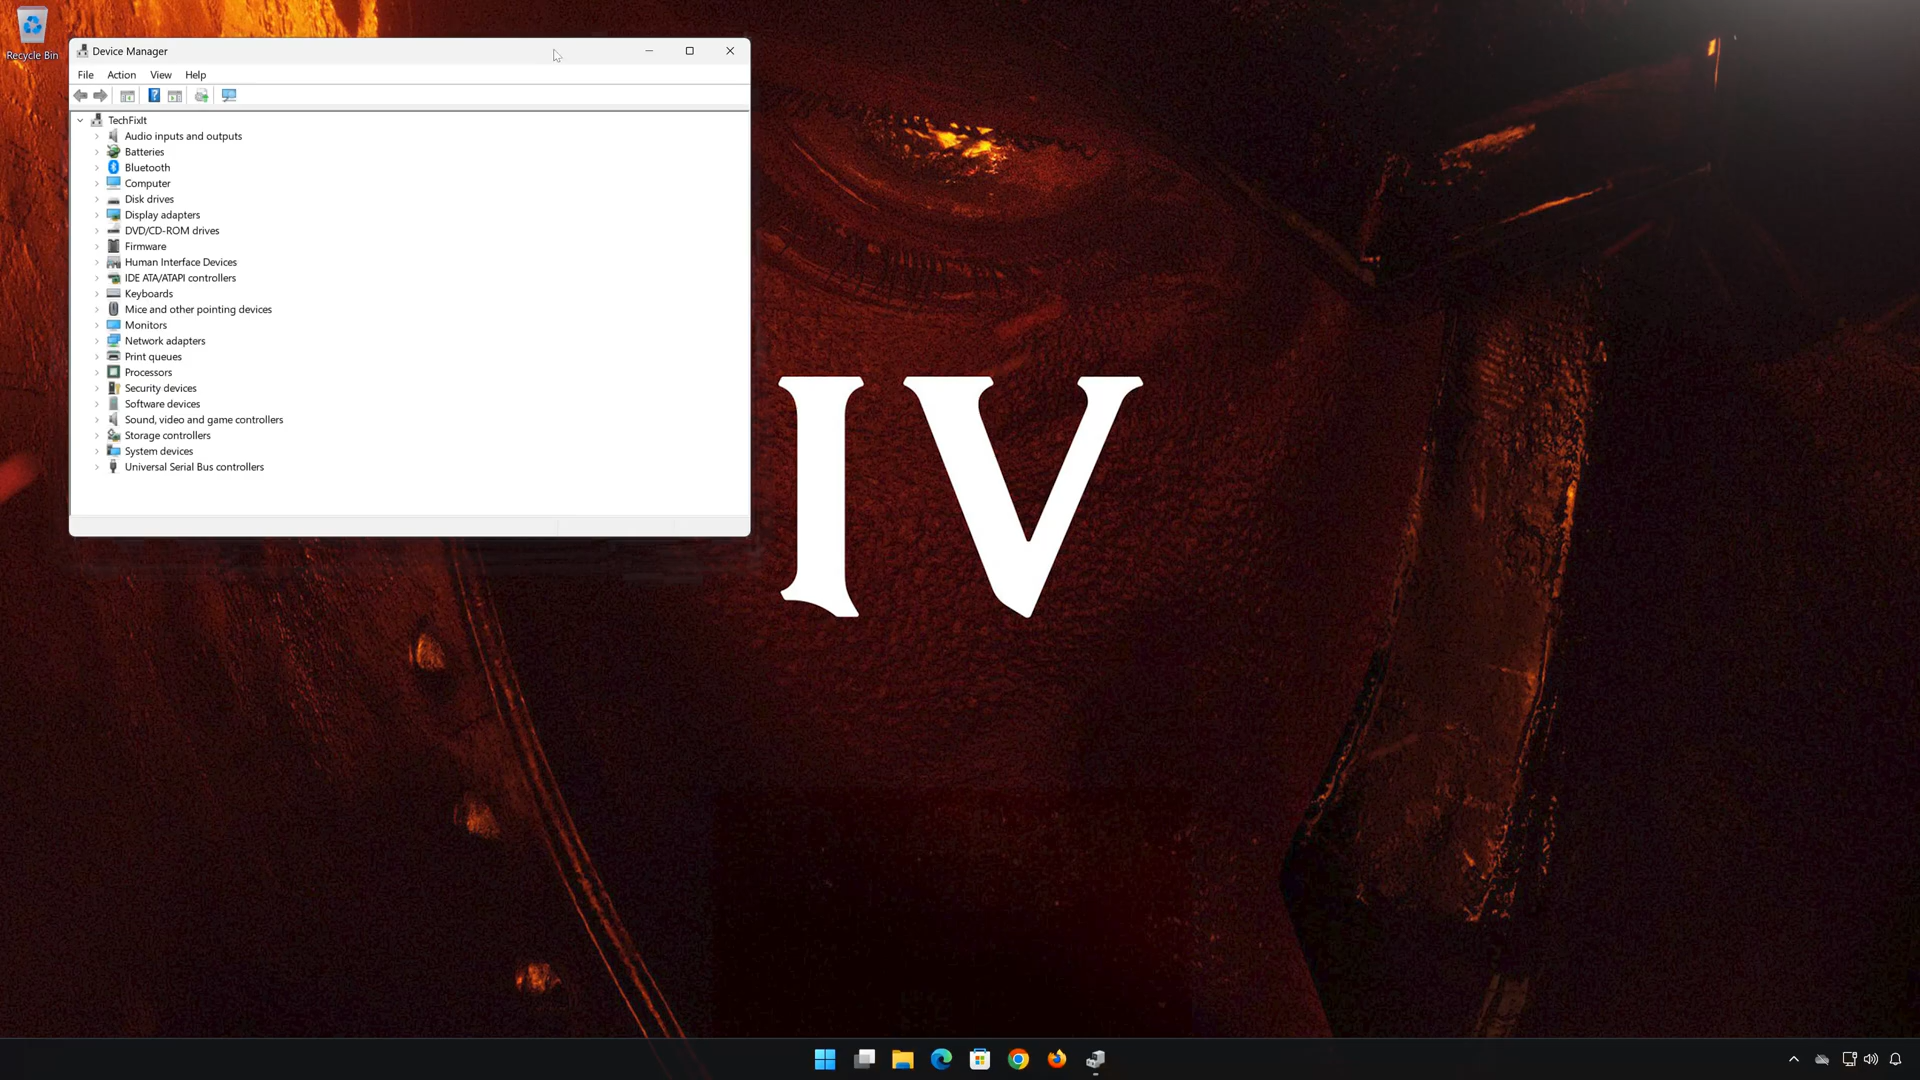 Recycle Bin
Device Manager
File Action View Help
TechFixIt
Audio inputs and outputs
Batteries
Bluetooth
Computer
Disk drives
Display adapters
DVD/CD-ROM drives
Firmware
Human Interface Devices
IDE ATA/ATAPI controllers
Keyboards
Mice and other pointing devices
Monitors
Network adapters
Print queues
Processors
Security devices
Software devices
Sound, video and game controllers
Storage controllers
System devices
Universal Serial Bus controllers
IV